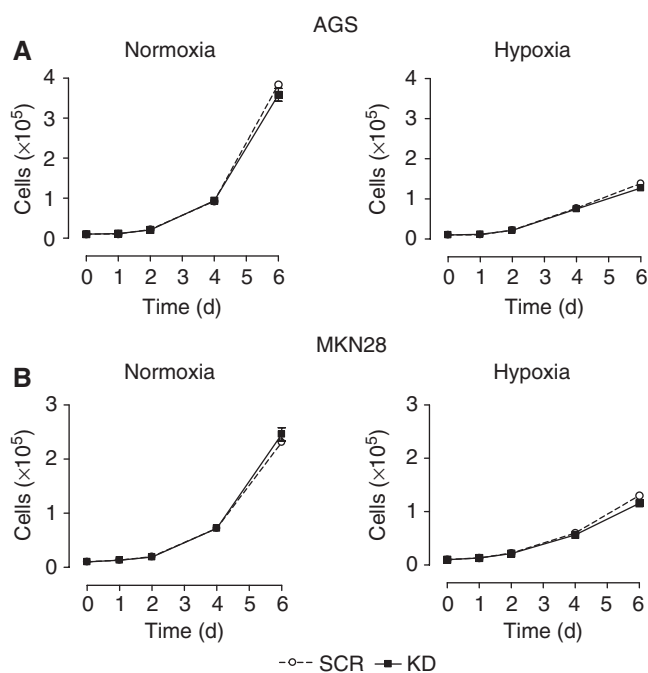 AGS
A
Normoxia
Hypoxia
Cells (×10⁵)
4
3
2
1
0
0 1 2 3 4 5 6
Time (d)
Cells (×10⁵)
4
3
2
1
0
0 1 2 3 4 5 6
Time (d)
MKN28
B
Normoxia
Hypoxia
Cells (×10⁵)
3
2
1
0
0 1 2 3 4 5 6
Time (d)
Cells (×10⁵)
3
2
1
0
0 1 2 3 4 5 6
Time (d)
SCR KD